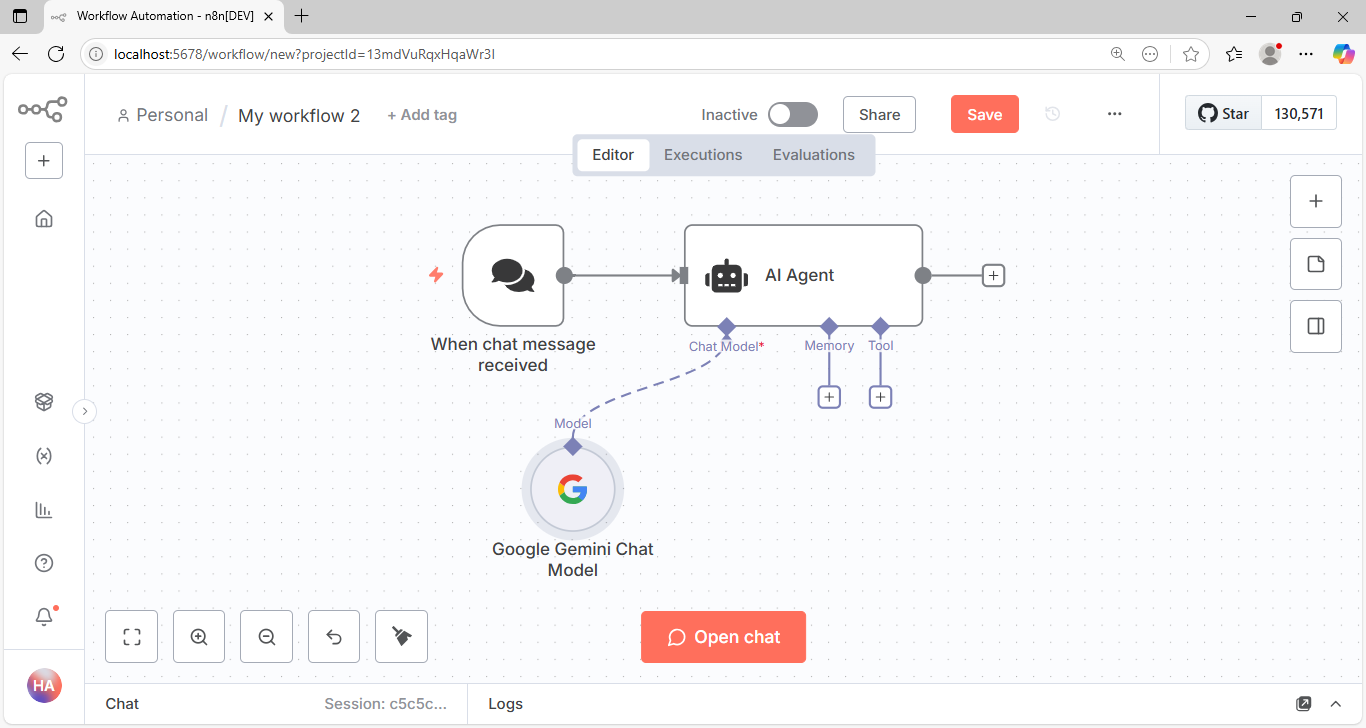 Workflow Automation - n8n[DEV]
localhost:5678/workflow/new?projectId=13mdVuRqxHqaWr3I
Personal / My workflow 2 + Add tag
Inactive
Share
Save
Star 130,571
Editor Executions Evaluations
AI Agent
When chat message
received
Chat Model*
Memory
Tool
Model
Google Gemini Chat
Model
Open chat
HA
Chat
Session: c5c5c...
Logs